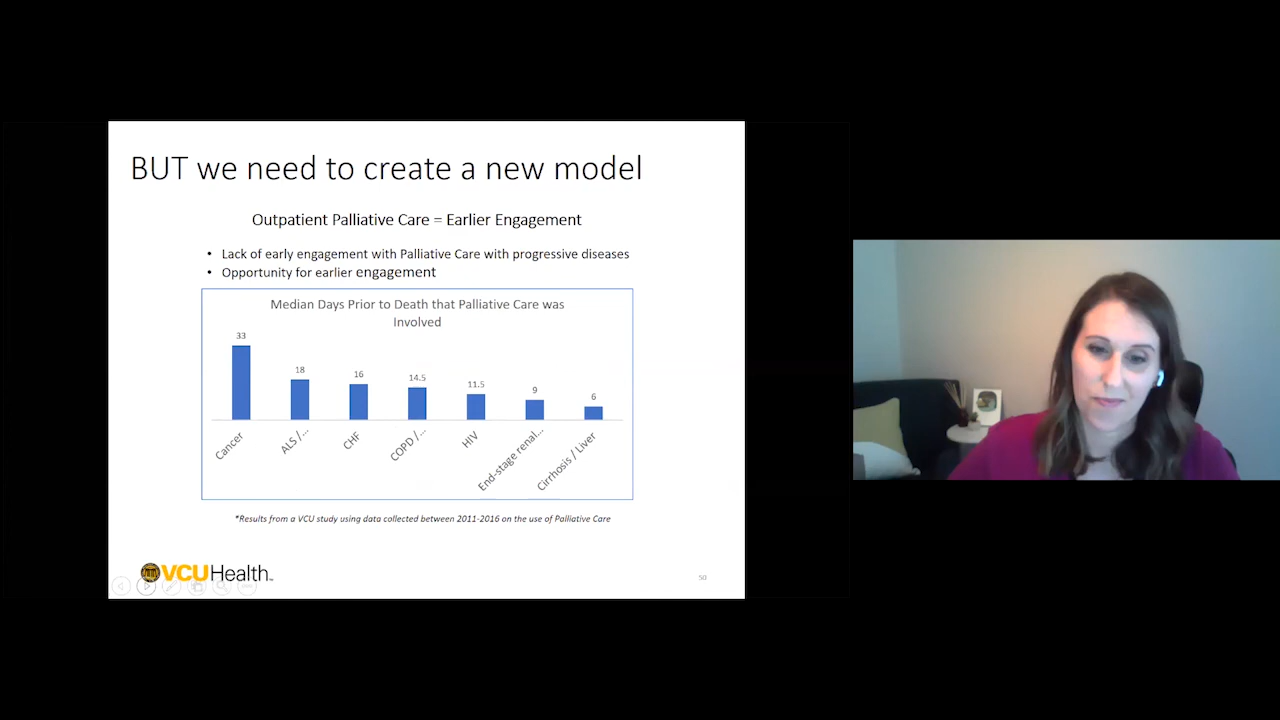 BUT we need to create a new model
Outpatient Palliative Care = Earlier Engagement
• Lack of early engagement with Palliative Care with progressive diseases
• Opportunity for earlier engagement
Median Days Prior to Death that Palliative Care was
Involved
33
18
16
14.5
11.5
9
6
Cancer
ALS /...
CHF
COPD /...
HIV
End-stage renal...
Cirrhosis / Liver
*Results from a VCU study using data collected between 2011-2016 on the use of Palliative Care
VCUHealth™
50